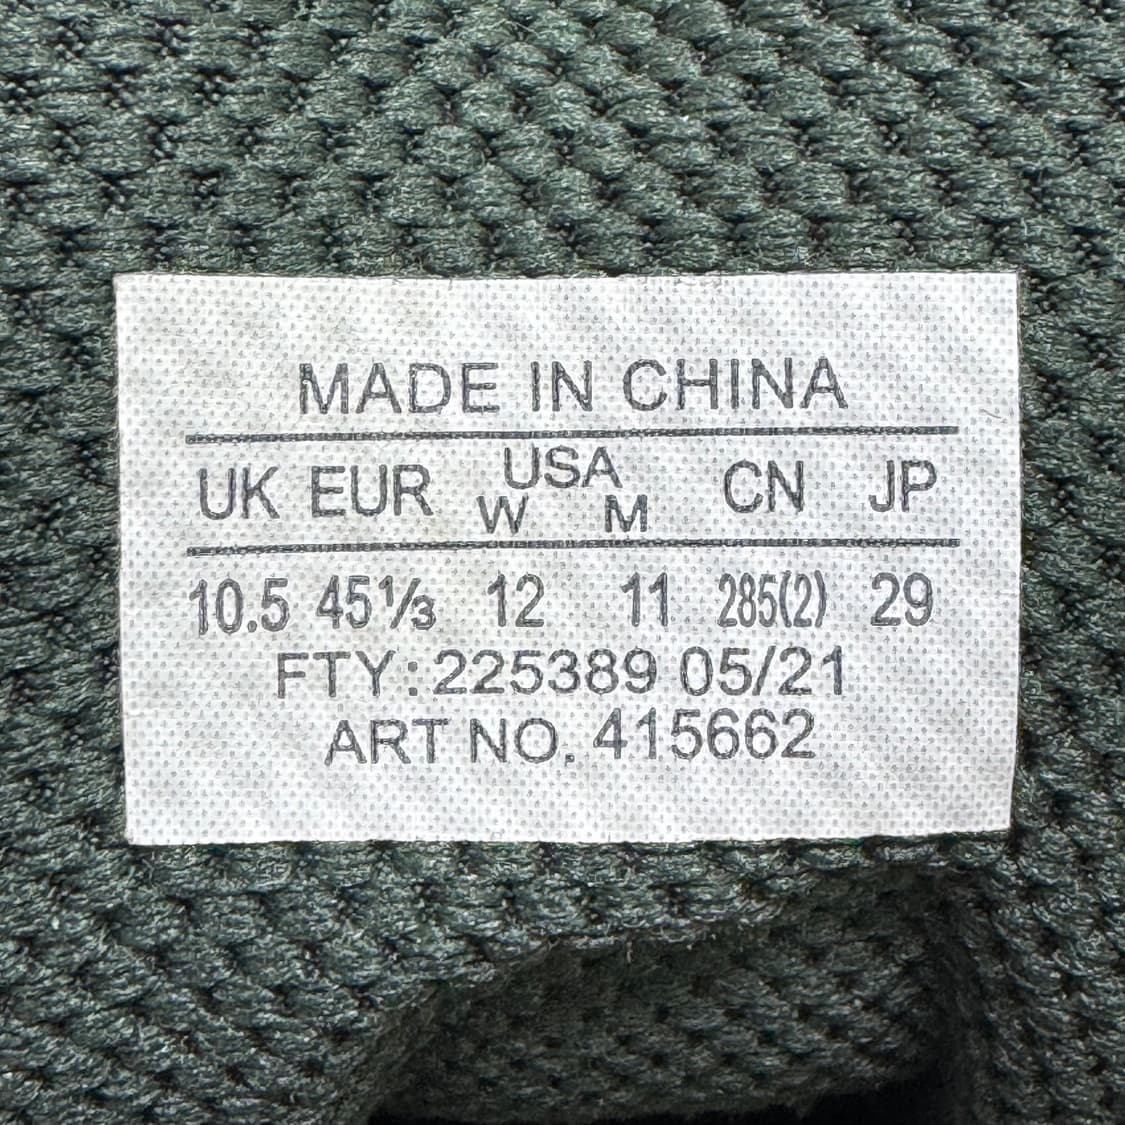 MADE IN CHINA
UK EUR USA CN JP
W M
10.5 45⅓ 12 11 285(2) 29
FTY:225389 05/21
ART NO. 415662